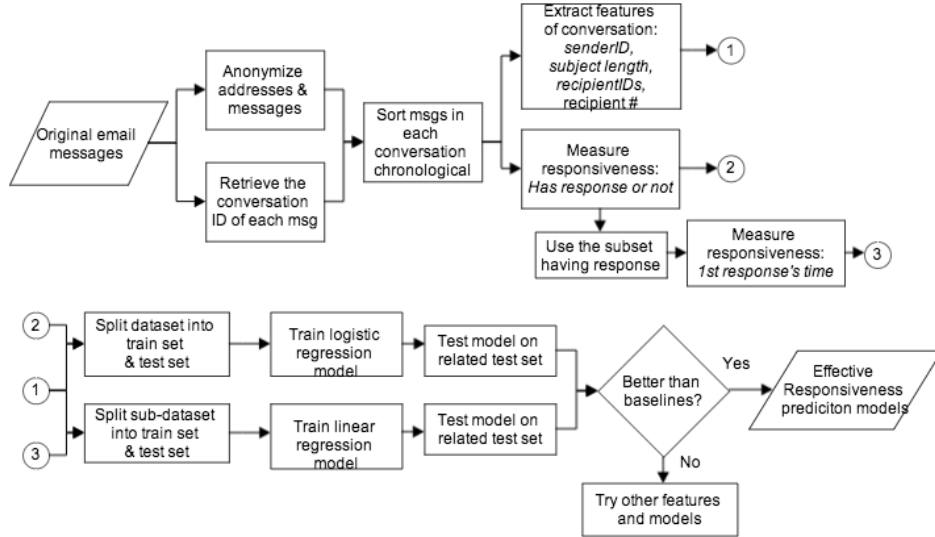 Original email
messages
Anonymize
addresses &
messages
Retrieve the
conversation
ID of each msg
Sort msgs in
each
conversation
chronological
Extract features
of conversation:
senderID,
subject length,
recipientIDs,
recipient #
1
Measure
responsiveness:
Has response or not
2
Use the subset
having response
Measure
responsiveness:
1st response's time
3
2
1
3
Split dataset into
train set
& test set
Train logistic
regression
model
Test model on
related test set
Split sub-dataset
into train set
& test set
Train linear
regression
model
Test model on
related test set
Better than
baselines?
Yes
Effective
Responsiveness
prediciton models
No
Try other features
and models